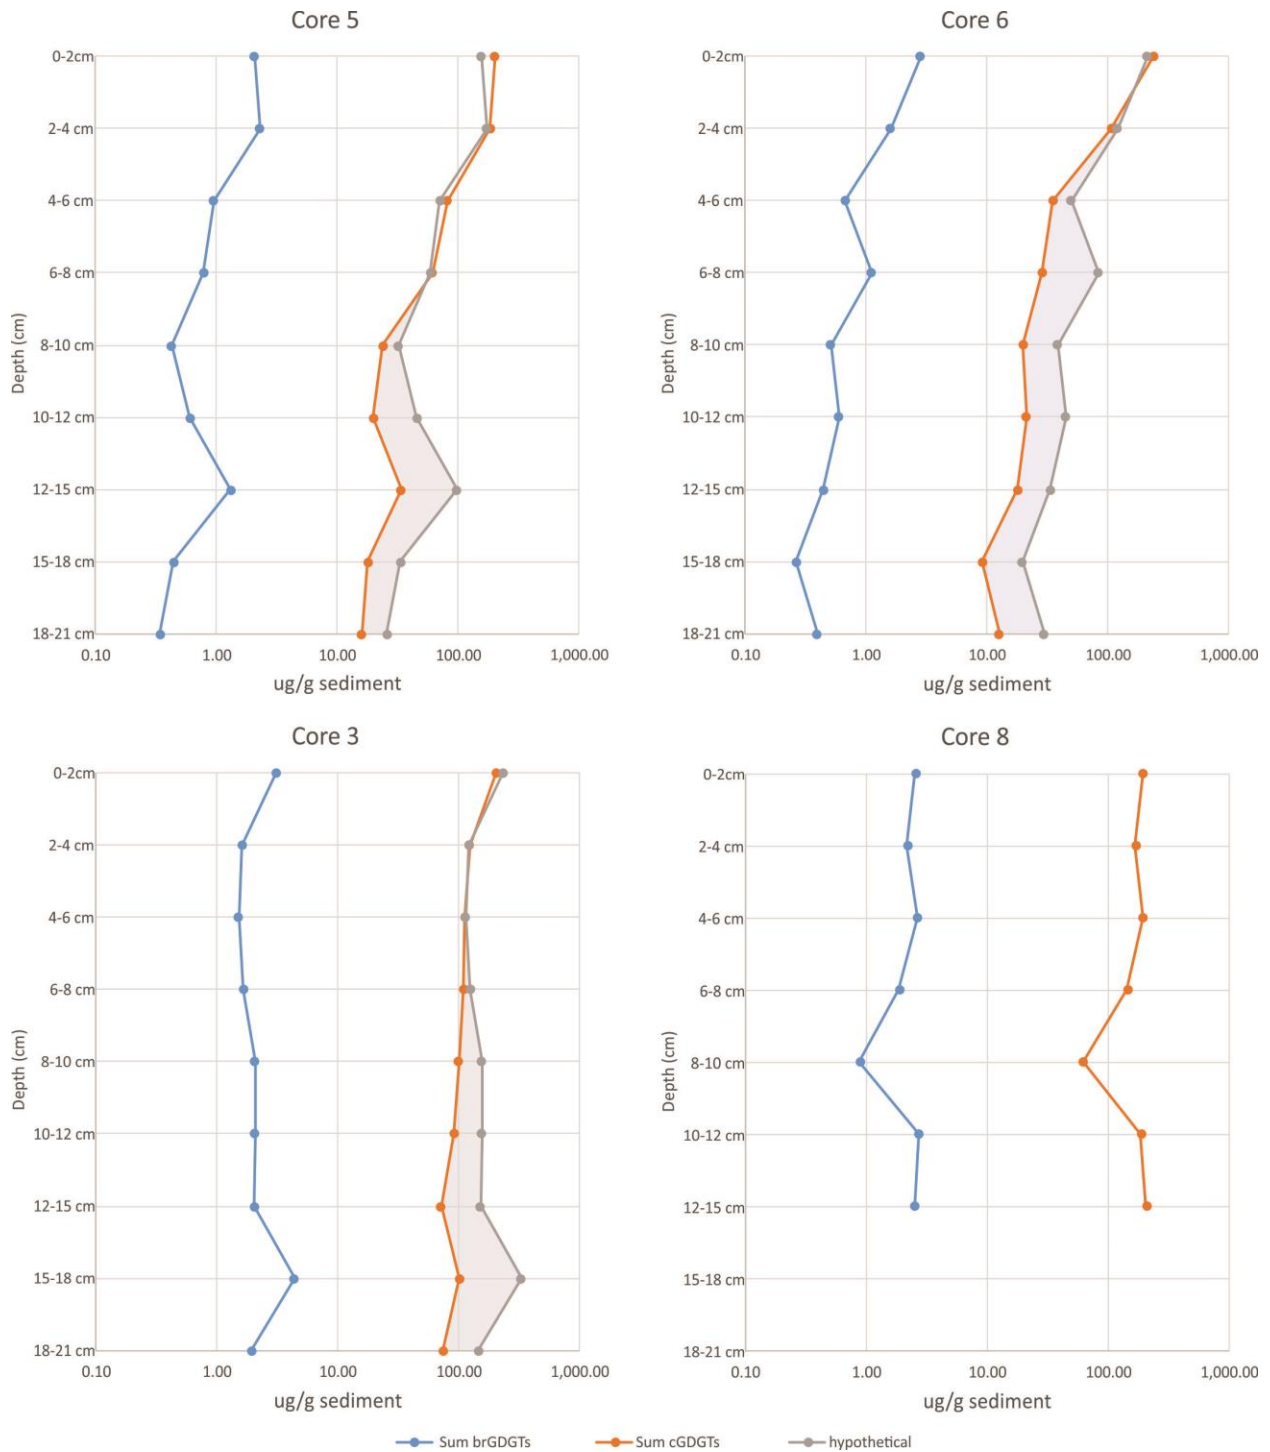 Core 5
0-2cm
2-4 cm
4-6 cm
6-8 cm
8-10 cm
10-12 cm
12-15 cm
15-18 cm
18-21 cm
Depth (cm)
0.10 1.00 10.00 100.00 1,000.00
ug/g sediment
Core 6
0-2cm
2-4 cm
4-6 cm
6-8 cm
8-10 cm
10-12 cm
12-15 cm
15-18 cm
18-21 cm
Depth (cm)
0.10 1.00 10.00 100.00 1,000.00
ug/g sediment
Core 3
0-2cm
2-4 cm
4-6 cm
6-8 cm
8-10 cm
10-12 cm
12-15 cm
15-18 cm
18-21 cm
Depth (cm)
0.10 1.00 10.00 100.00 1,000.00
ug/g sediment
Core 8
0-2cm
2-4 cm
4-6 cm
6-8 cm
8-10 cm
10-12 cm
12-15 cm
15-18 cm
18-21 cm
Depth (cm)
0.10 1.00 10.00 100.00 1,000.00
ug/g sediment
Sum brGDGTs Sum cGDGTs hypothetical